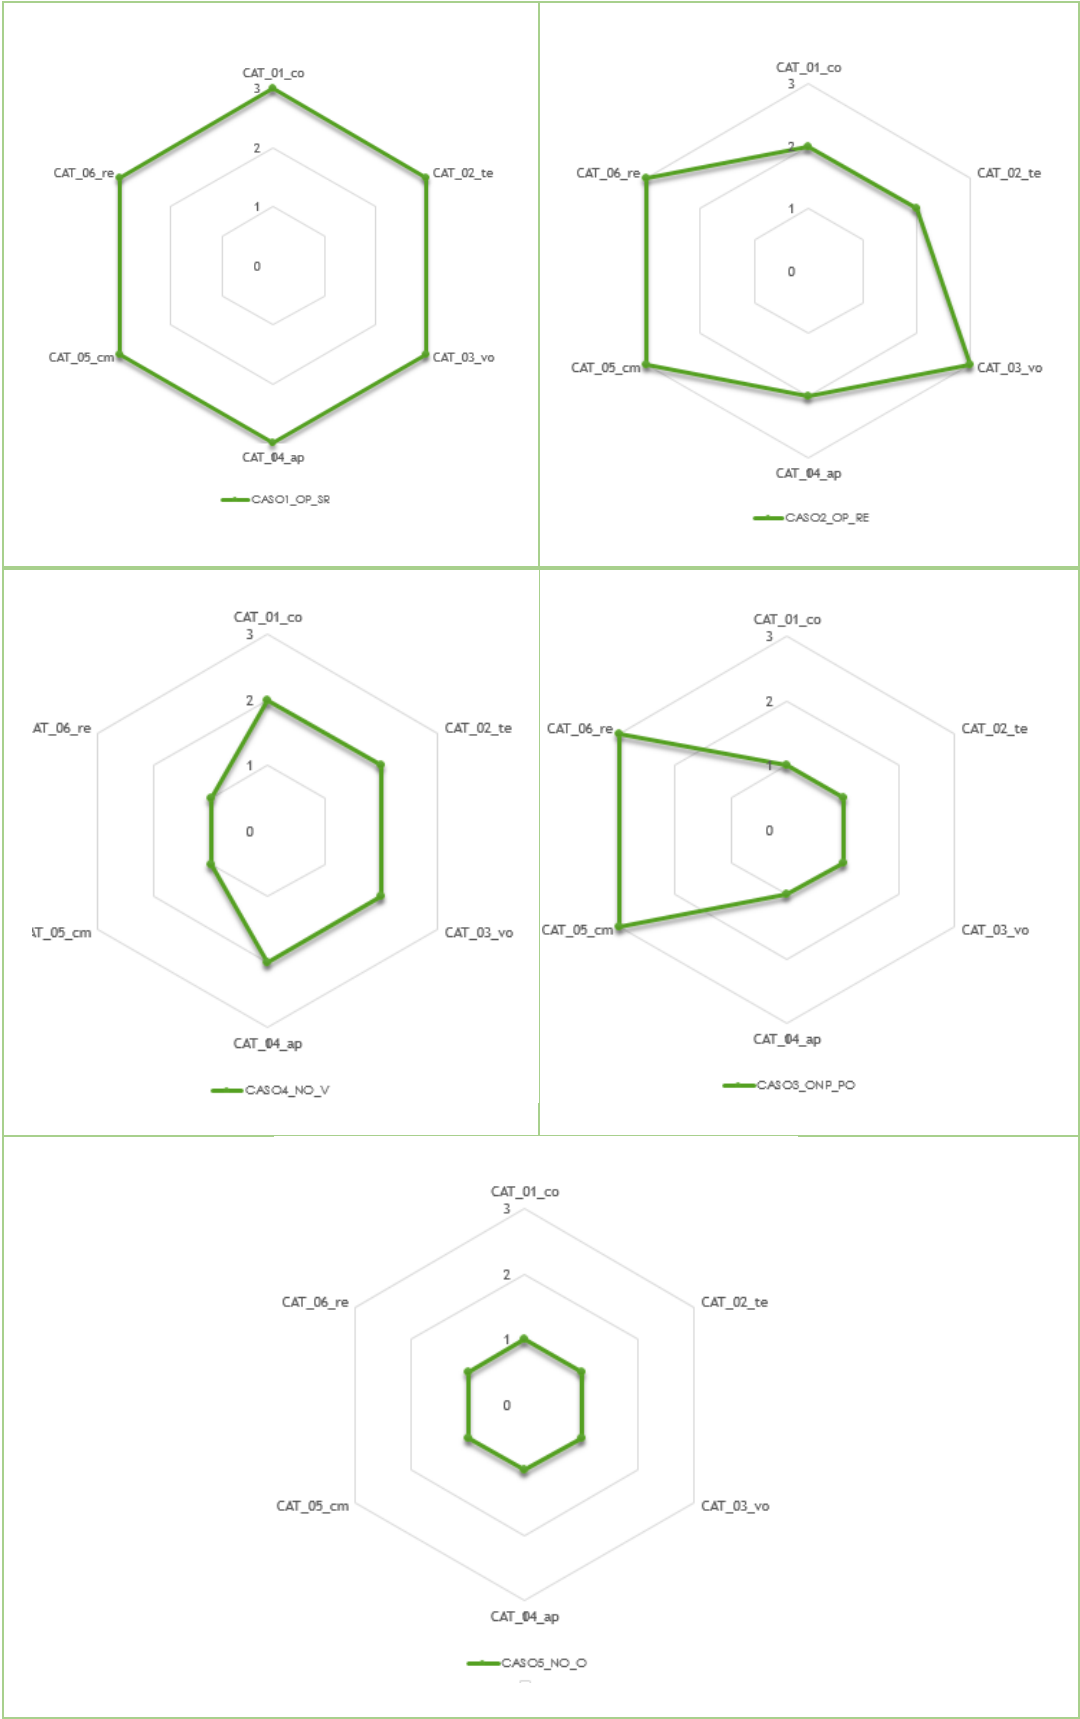 CAT_01_co
3
CAT_06_re
CAT_02_te
2
1
0
CAT_05_cm
CAT_03_vo
CAT_04_ap
CASO1_OP_SR
CAT_01_co
3
CAT_06_re
CAT_02_te
2
1
0
CAT_05_cm
CAT_03_vo
CAT_04_ap
CASO2_OP_RE
CAT_01_co
3
AT_06_re
CAT_02_te
2
1
0
AT_05_cm
CAT_03_vo
CAT_04_ap
CASO4_NO_V
CAT_01_co
3
CAT_06_re
CAT_02_te
2
1
0
CAT_05_cm
CAT_03_vo
CAT_04_ap
CASO3_ONP_PO
CAT_01_co
3
2
CAT_06_re
CAT_02_te
1
0
CAT_05_cm
CAT_03_vo
CAT_04_ap
CASO5_NO_O